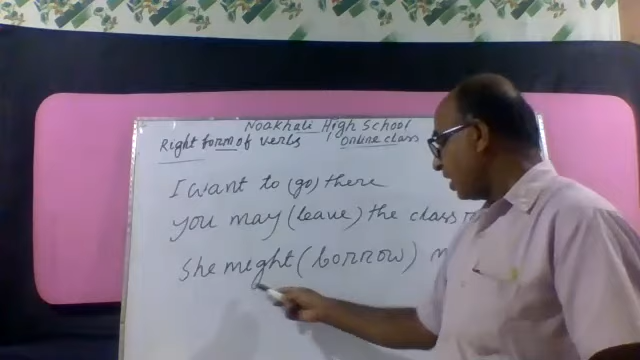 Noakhali High School
Right form of verbs Online class
I want to (go) there
you may (leave) the class
She might (borrow)